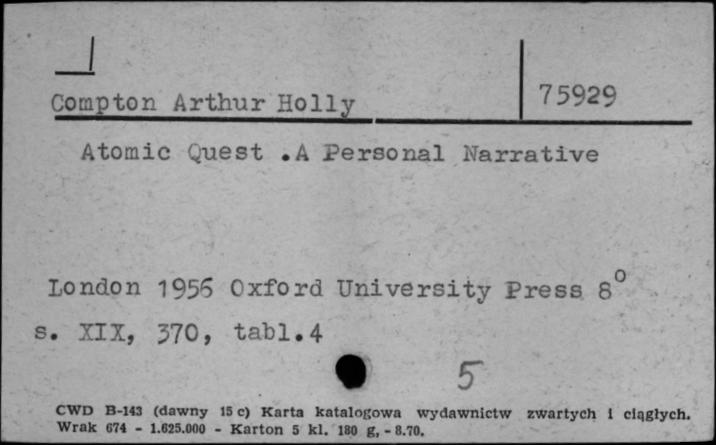 Compton Arthur Holly 75929
Atomic Quest .A Personal Narrative
London 1956 Oxford University Press 8°
s. XIX, 370, tabl.4
5
CWD B-143 (dawny 15 c) Karta katalogowa wydawnictw zwartych i ciągłych.
Wrak 674 - 1.625.000 - Karton 5 kl. 180 g, - 8.70.